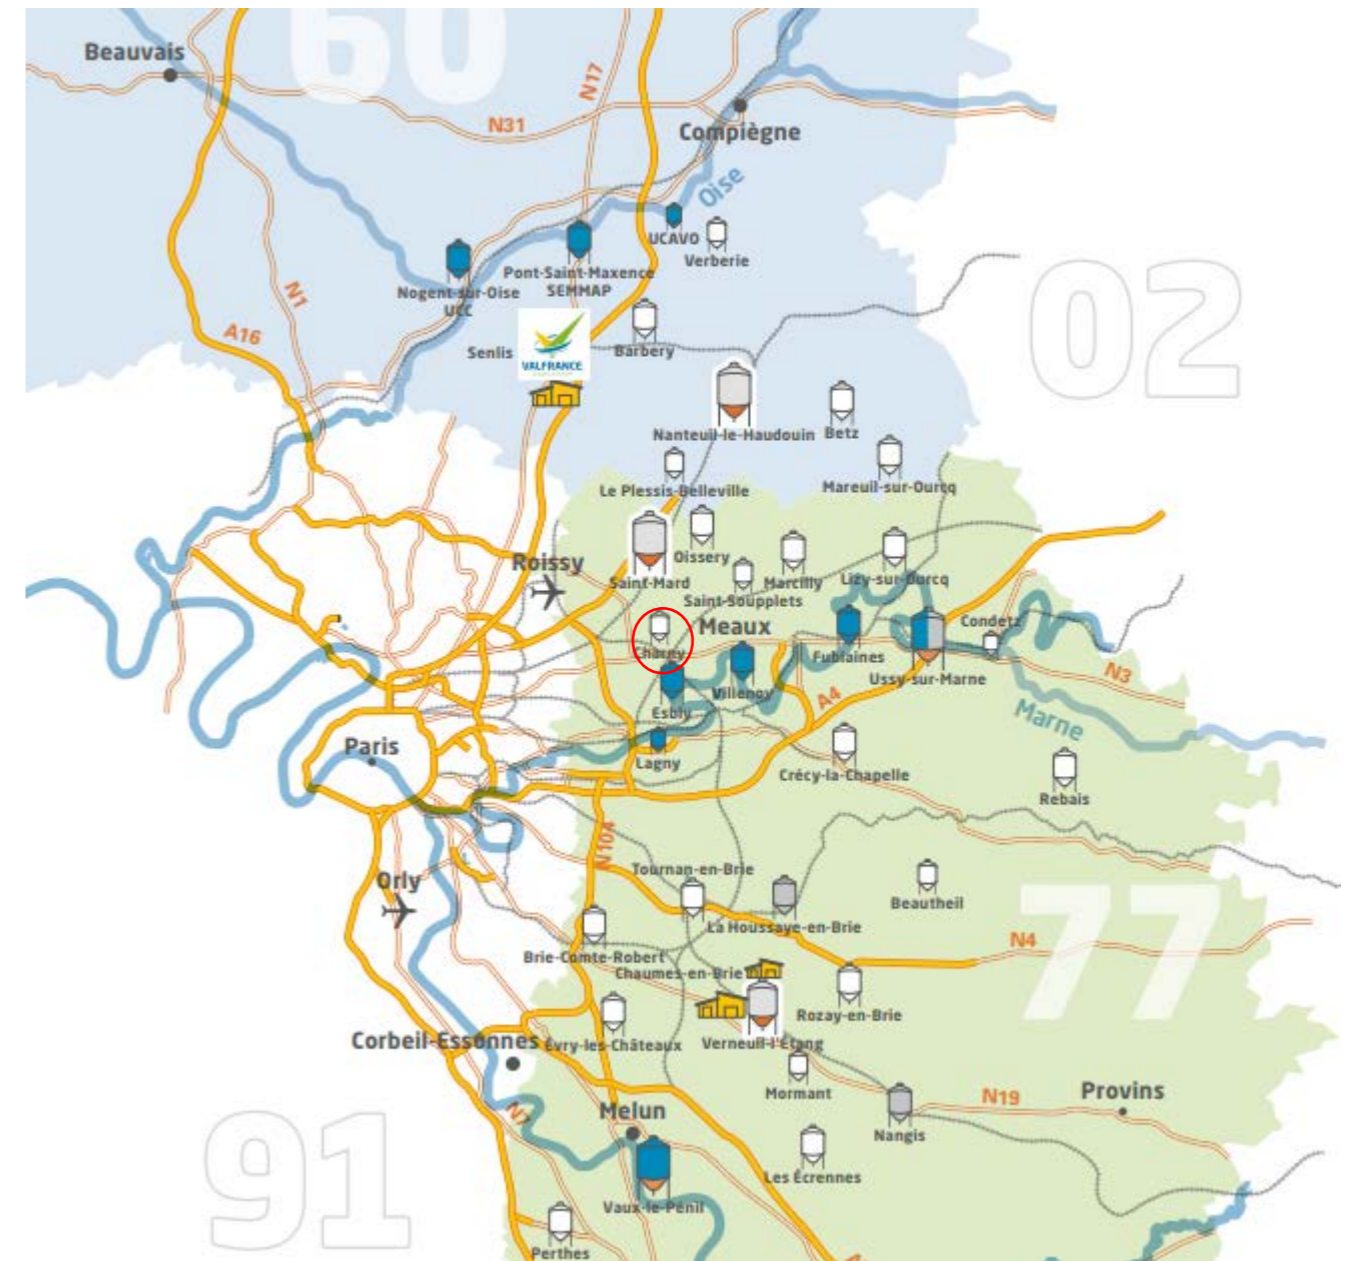 60
Beauvais
N17
N31
Compiègne
Oise
UCAVO
Verberie
Pont-Saint-Maxence
SEMMAP
Nogent-sur-Oise
UCC
N1
02
A16
Senlis
VALFRANCE
Barbery
Nanteuil-le-Haudouin
Betz
Le Plessis-Belleville
Mareuil-sur-Ourcq
Roissy
Oissery
Saint-Mard
Marcilly
Lizy-sur-Ourcq
Saint-Soupplets
Meaux
Condetz
Charny
Fublaines
Ussy-sur-Marne
N3
Villenoy
A4
Esbly
Marne
Paris
Lagny
Crécy-la-Chapelle
Rebais
N104
Tournan-en-Brie
Orly
Beautheil
77
La Houssaye-en-Brie
N4
Brie-Comte-Robert
Chaumes-en-Brie
Rozay-en-Brie
Corbeil-Essonnes
Évry-les-Châteaux
Verneuil-l'Étang
Mormant
N19
Provins
91
N7
Melun
Nangis
Les Écrennes
Vaux-le-Pénil
Perthes